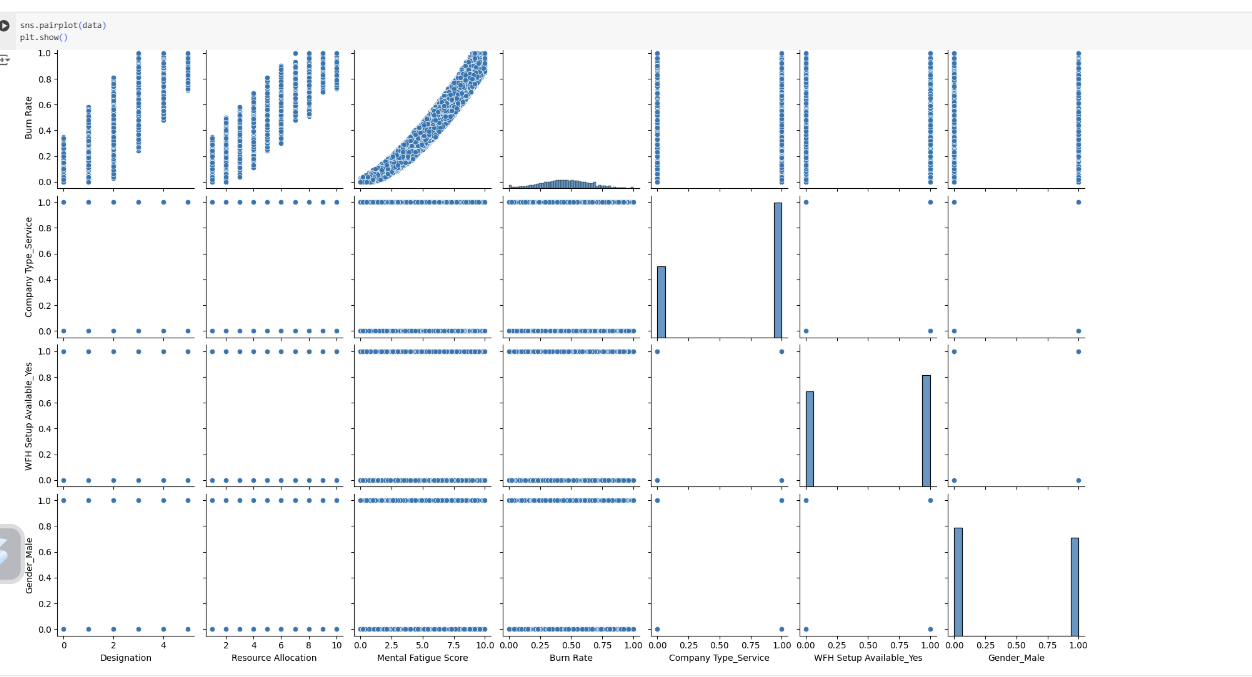 sns.pairplot(data)
plt.show()
1.0
0.8
0.6
0.4
0.2
0.0
Burn Rate
1.0
0.8
0.6
0.4
0.2
0.0
Company Type_Service
1.0
0.8
0.6
0.4
0.2
0.0
WFH Setup Available_Yes
1.0
0.8
0.6
0.4
0.2
0.0
Gender_Male
0 2 4
2 4 6 8 10
0.0 2.5 5.0 7.5 10.0
0.00 0.25 0.50 0.75 1.00
0.00 0.25 0.50 0.75 1.00
0.00 0.25 0.50 0.75 1.00
0.00 0.25 0.50 0.75 1.00
Designation
Resource Allocation
Mental Fatigue Score
Burn Rate
Company Type_Service
WFH Setup Available_Yes
Gender_Male